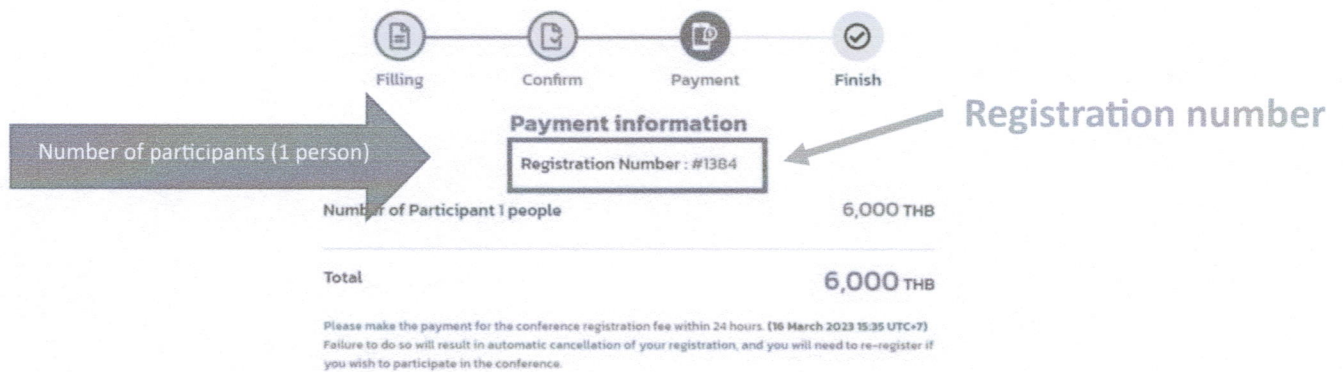 Filling
Confirm
Payment
Finish
Registration number
Number of participants (1 person)
Payment information
Registration Number : #1384
Number of Participant 1 people
6,000 THB
Total
6,000 THB
Please make the payment for the conference registration fee within 24 hours. (16 March 2023 15:35 UTC+7)
Failure to do so will result in automatic cancellation of your registration, and you will need to re-register if
you wish to participate in the conference.